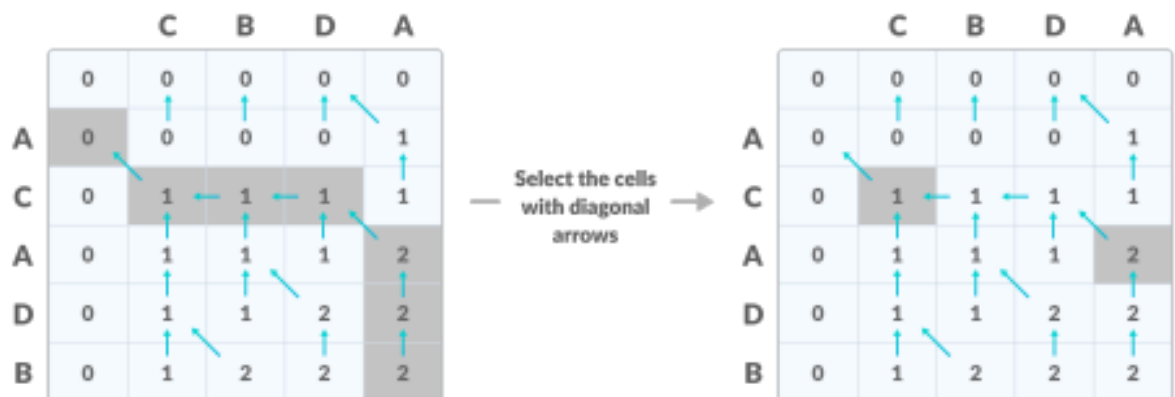 C B D A C B D A
0 0 0 0 0 0 0 0 0 0
A 0 0 0 0 1 A 0 0 0 0 1
C 0 1 1 1 1 Select the cells C 0 1 1 1 1
with diagonal
arrows
A 0 1 1 1 2 A 0 1 1 1 2
D 0 1 1 2 2 D 0 1 1 2 2
B 0 1 2 2 2 B 0 1 2 2 2